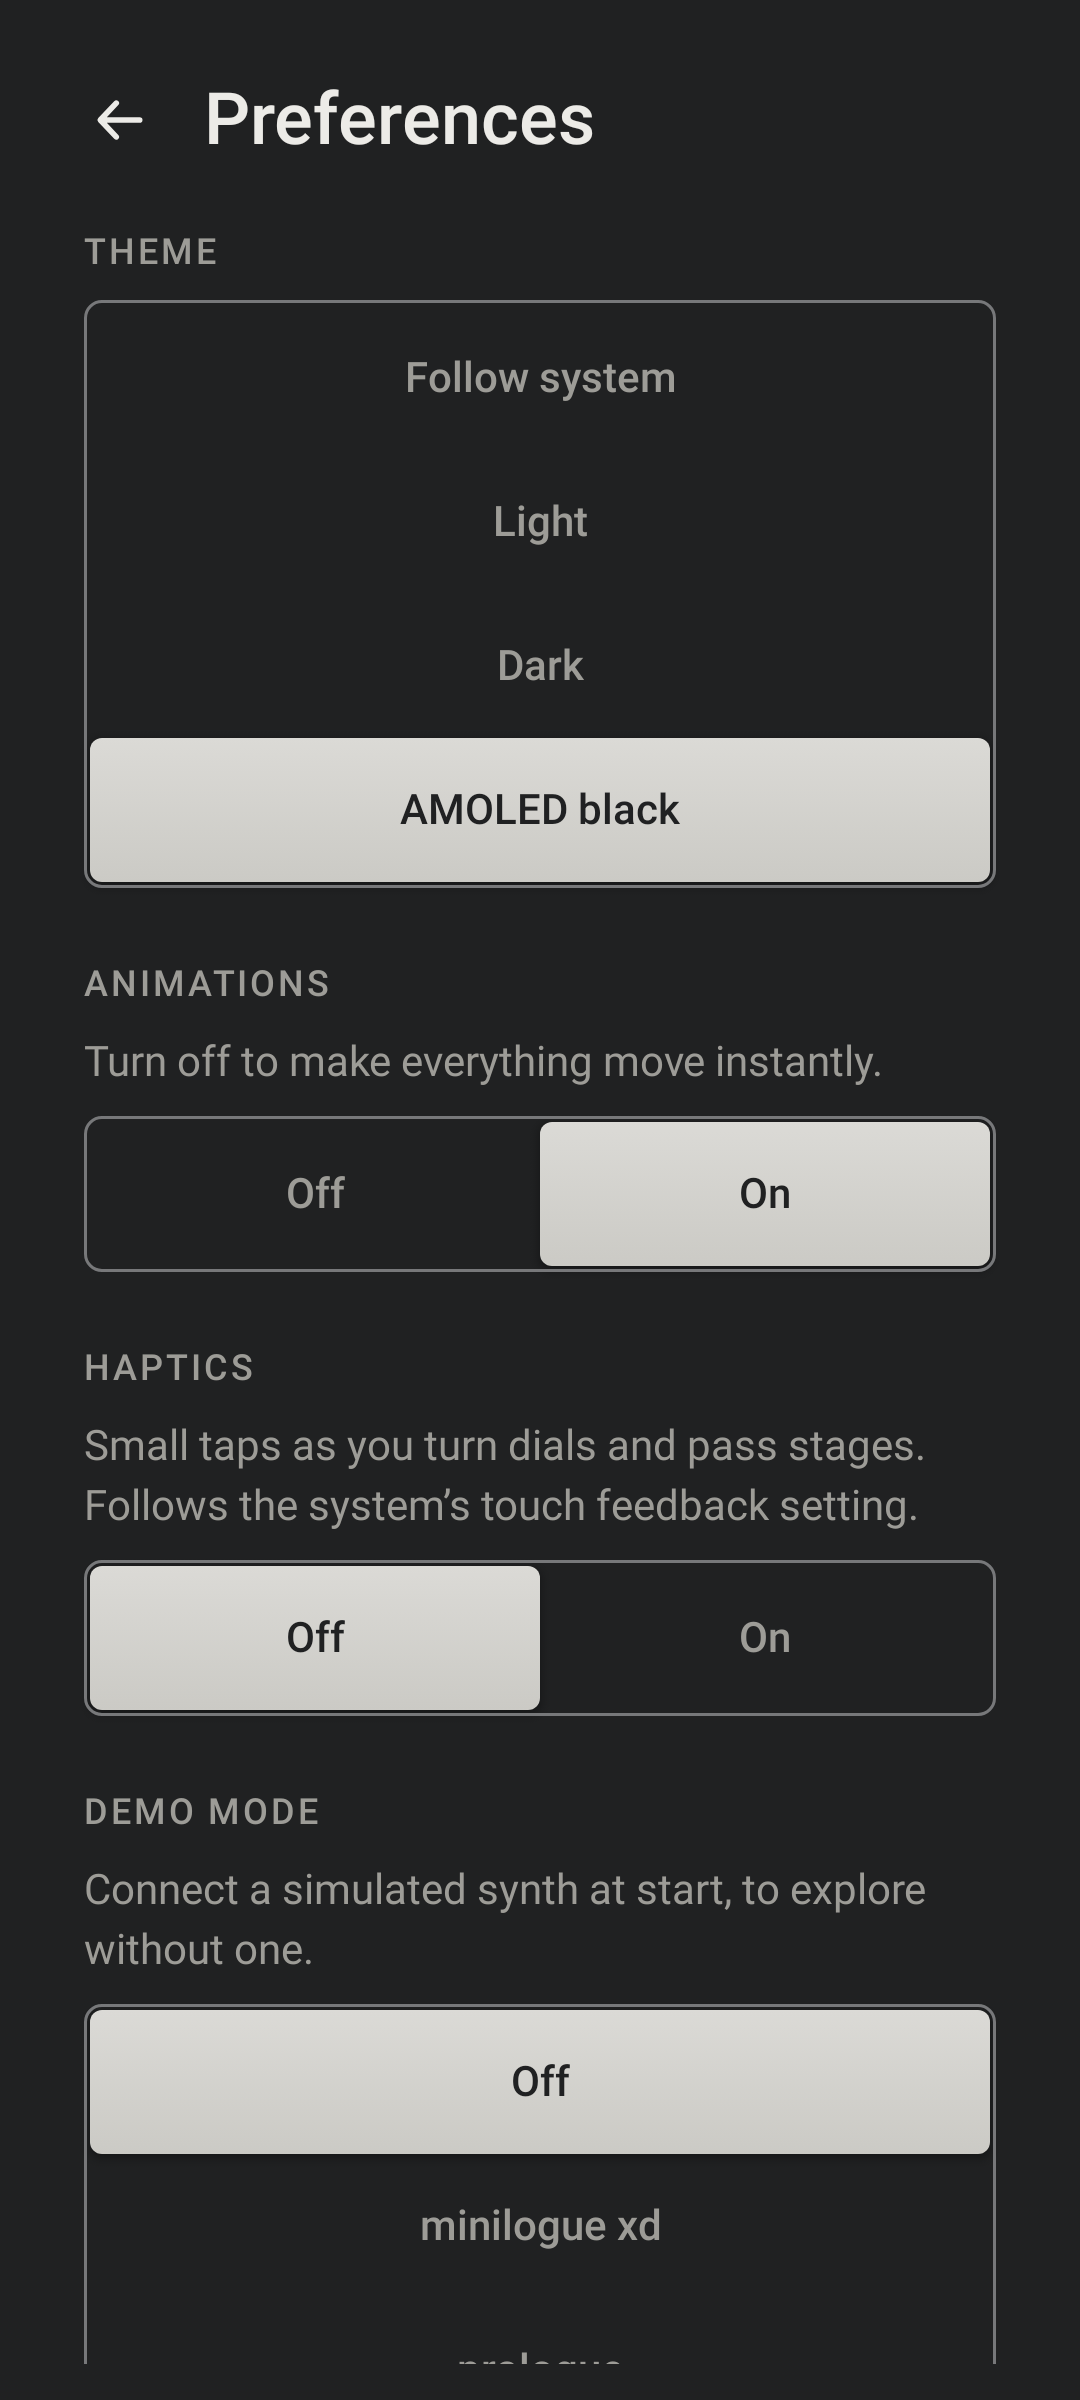 Preferences
THEME
Follow system
Light
Dark
AMOLED black
ANIMATIONS
Turn off to make everything move instantly.
Off
On
HAPTICS
Small taps as you turn dials and pass stages.
Follows the system’s touch feedback setting.
Off
On
DEMO MODE
Connect a simulated synth at start, to explore
without one.
Off
minilogue xd
prologue